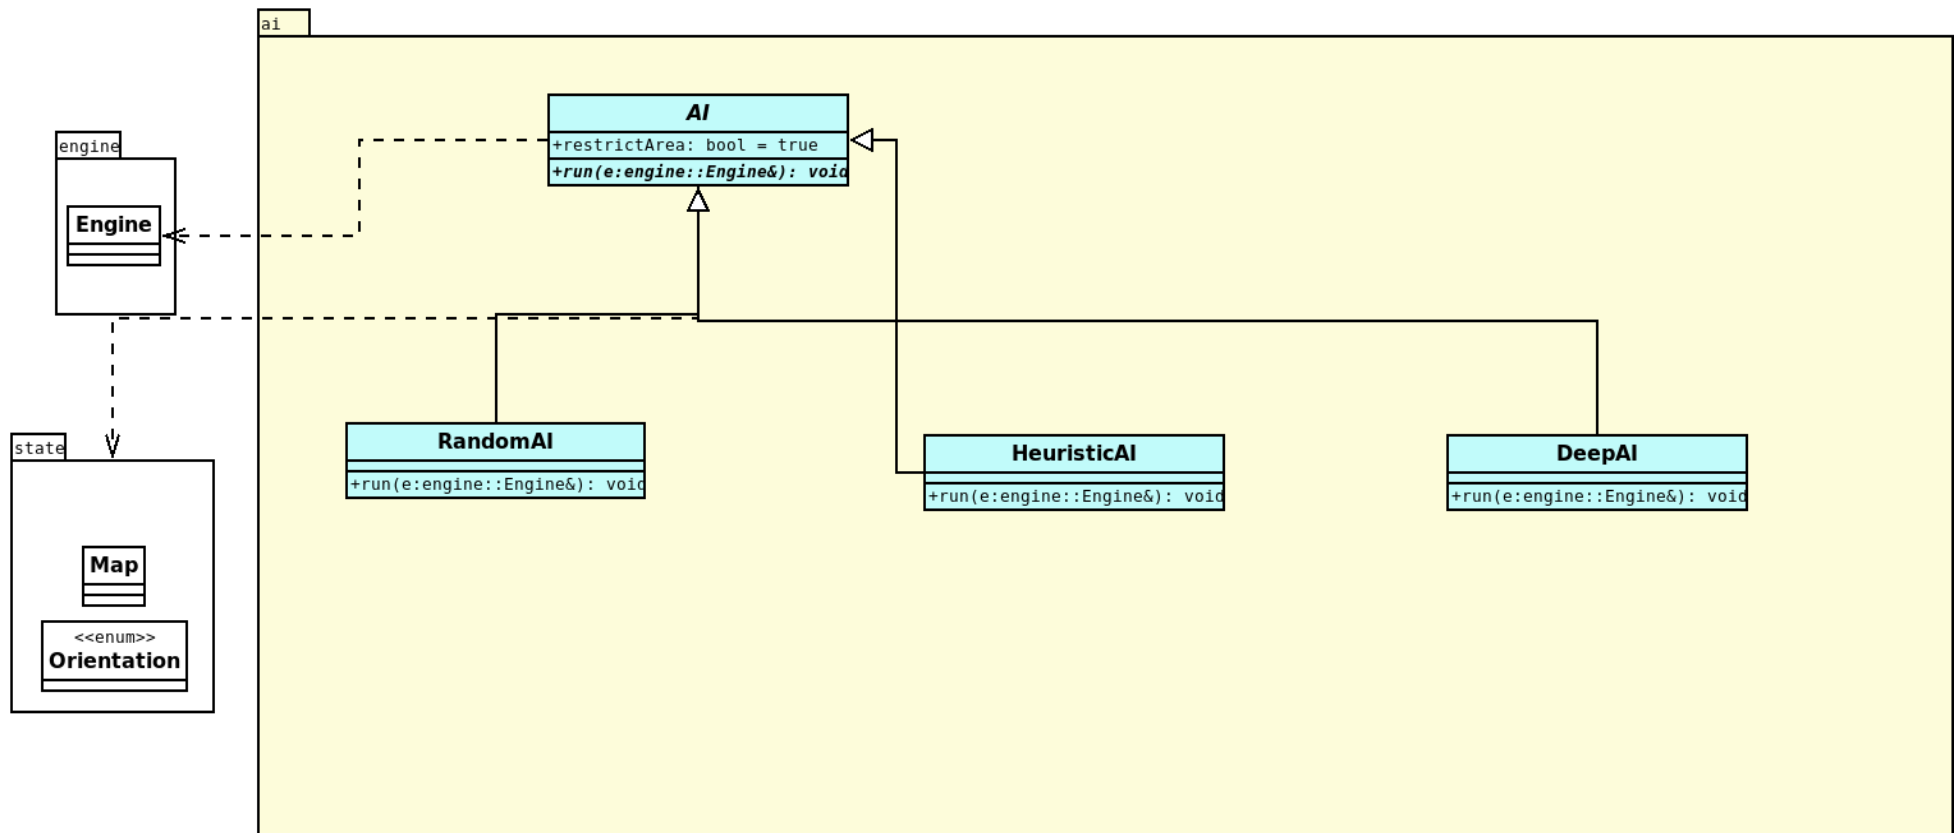 ai
AI
+restrictArea: bool = true
+run(e:engine::Engine&): void
engine
Engine
RandomAI
+run(e:engine::Engine&): void
HeuristicAI
+run(e:engine::Engine&): void
DeepAI
+run(e:engine::Engine&): void
state
Map
<<enum>>
Orientation